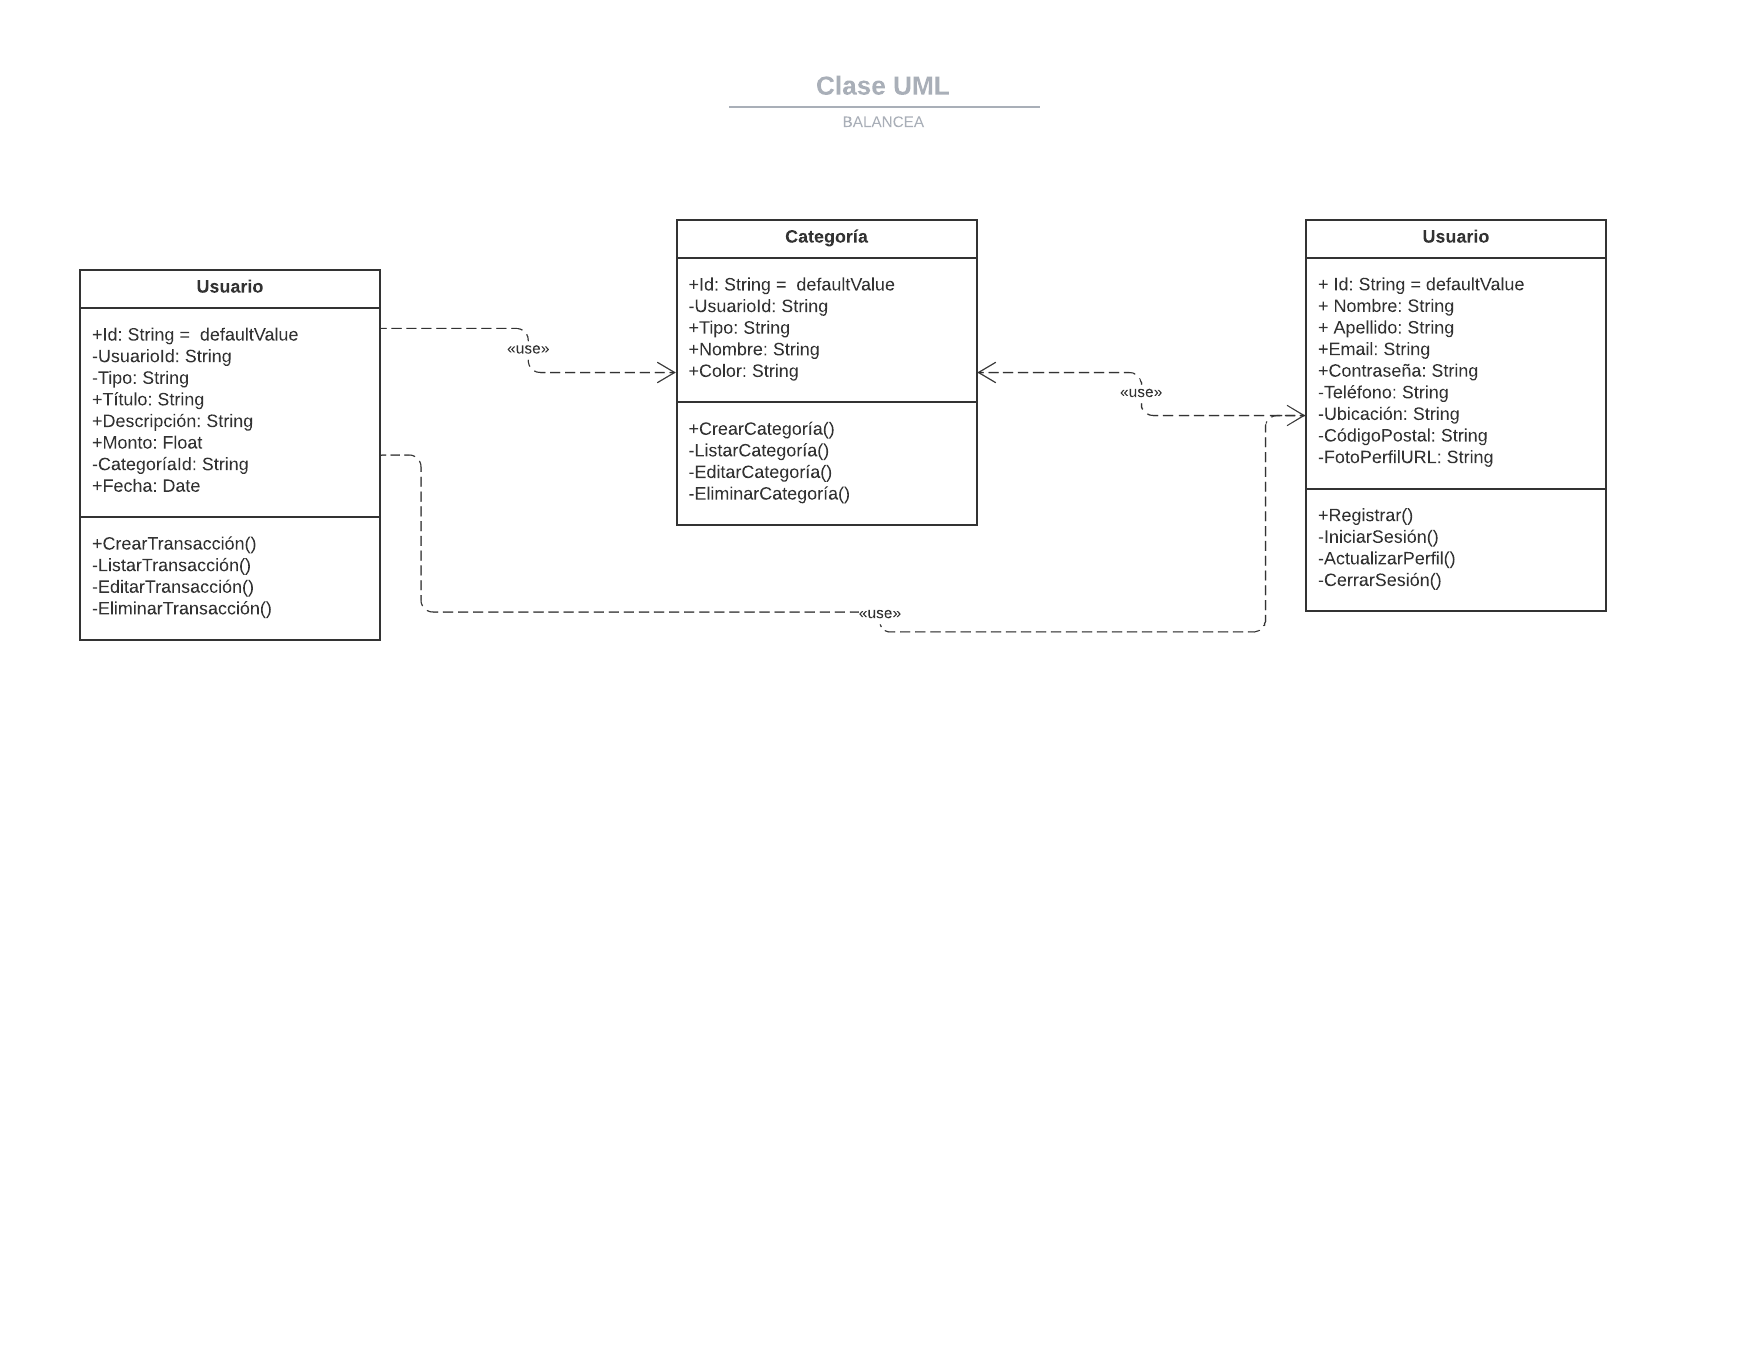 Clase UML
BALANCEA
Usuario
+Id: String =  defaultValue
-UsuarioId: String
-Tipo: String
+Título: String
+Descripción: String
+Monto: Float
-CategoríaId: String
+Fecha: Date
+CrearTransacción()
-ListarTransacción()
-EditarTransacción()
-EliminarTransacción()
«use»
Categoría
+Id: String =  defaultValue
-UsuarioId: String
+Tipo: String
+Nombre: String
+Color: String
+CrearCategoría()
-ListarCategoría()
-EditarCategoría()
-EliminarCategoría()
«use»
«use»
Usuario
+ Id: String = defaultValue
+ Nombre: String
+ Apellido: String
+Email: String
+Contraseña: String
-Teléfono: String
-Ubicación: String
-CódigoPostal: String
-FotoPerfilURL: String
+Registrar()
-IniciarSesión()
-ActualizarPerfil()
-CerrarSesión()